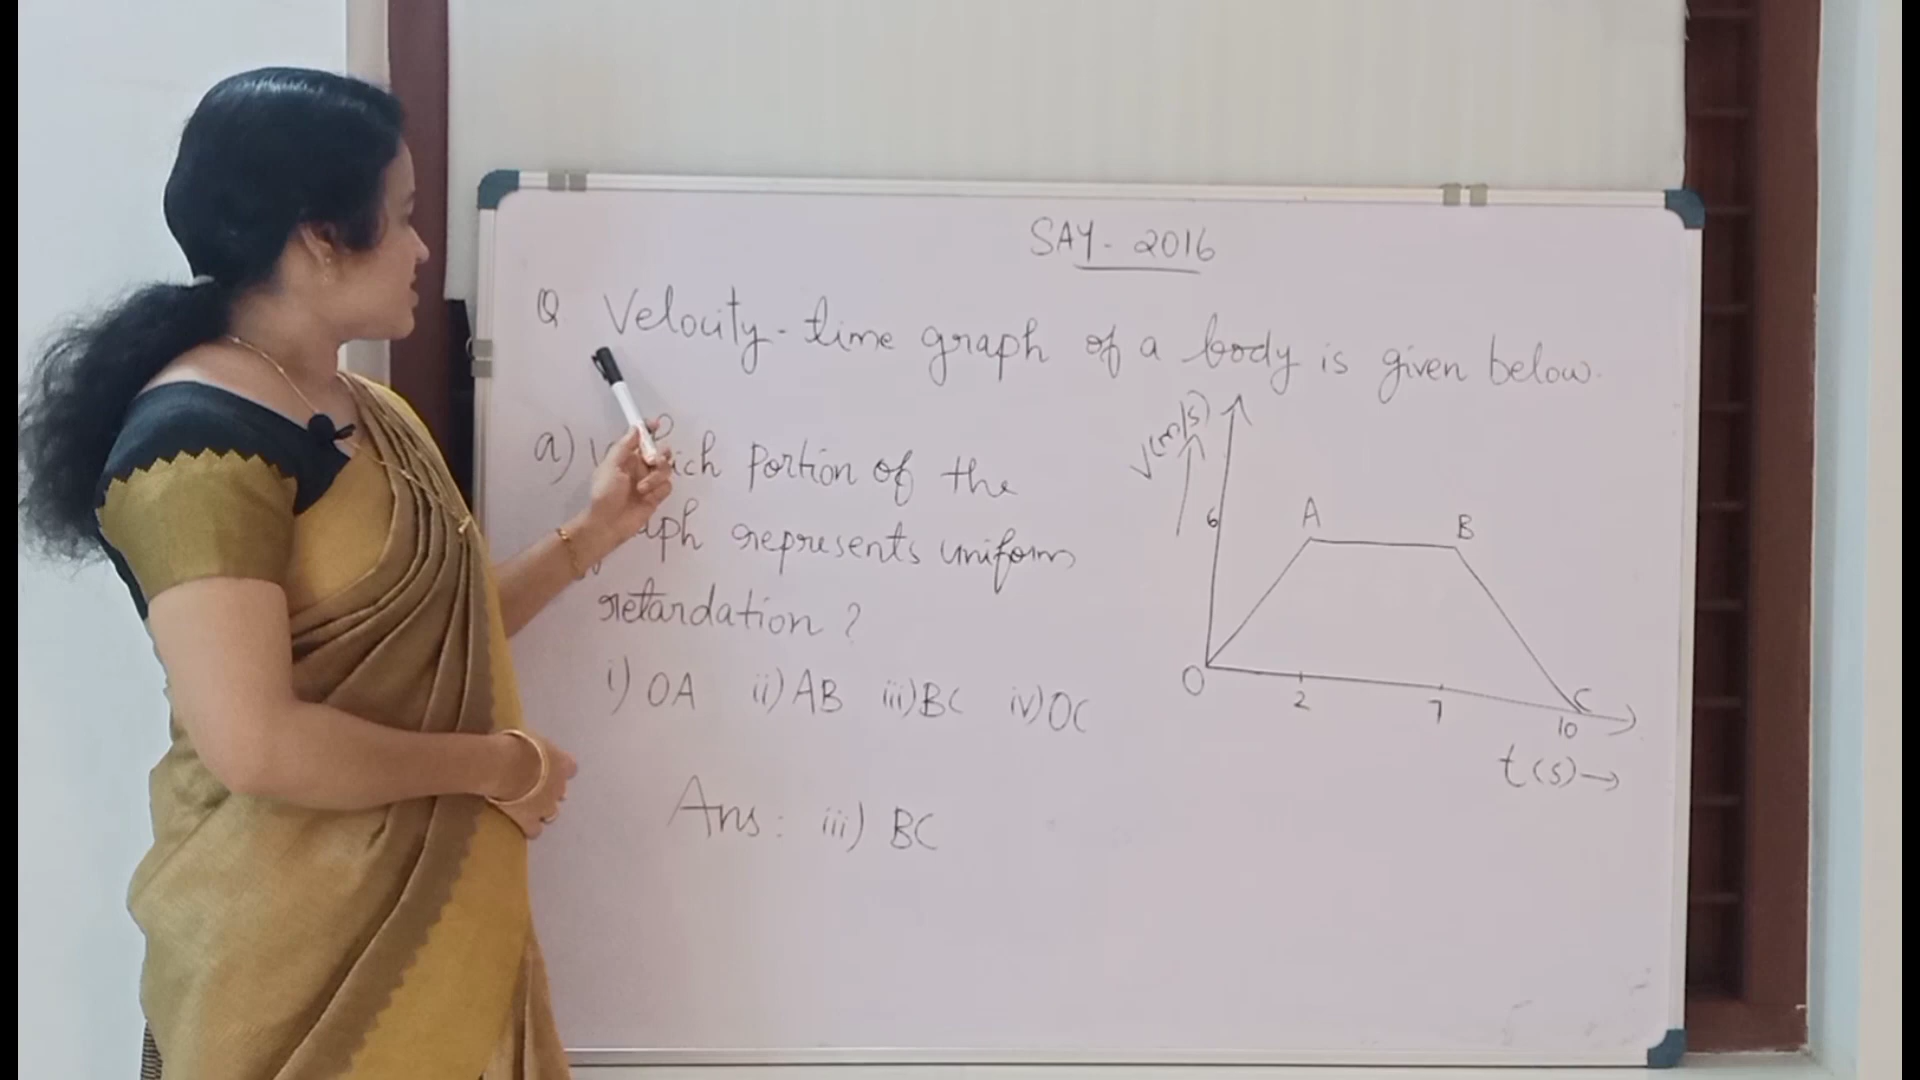 SAY - 2016
Q Velocity-time graph of a body is given below.
a) Which portion of the
graph represents uniform
retardation?
i) OA ii) AB iii) BC iv) OC
Ans: iii) BC
V(m/s)
6
A
B
O
2
7
C
10
t(s)→